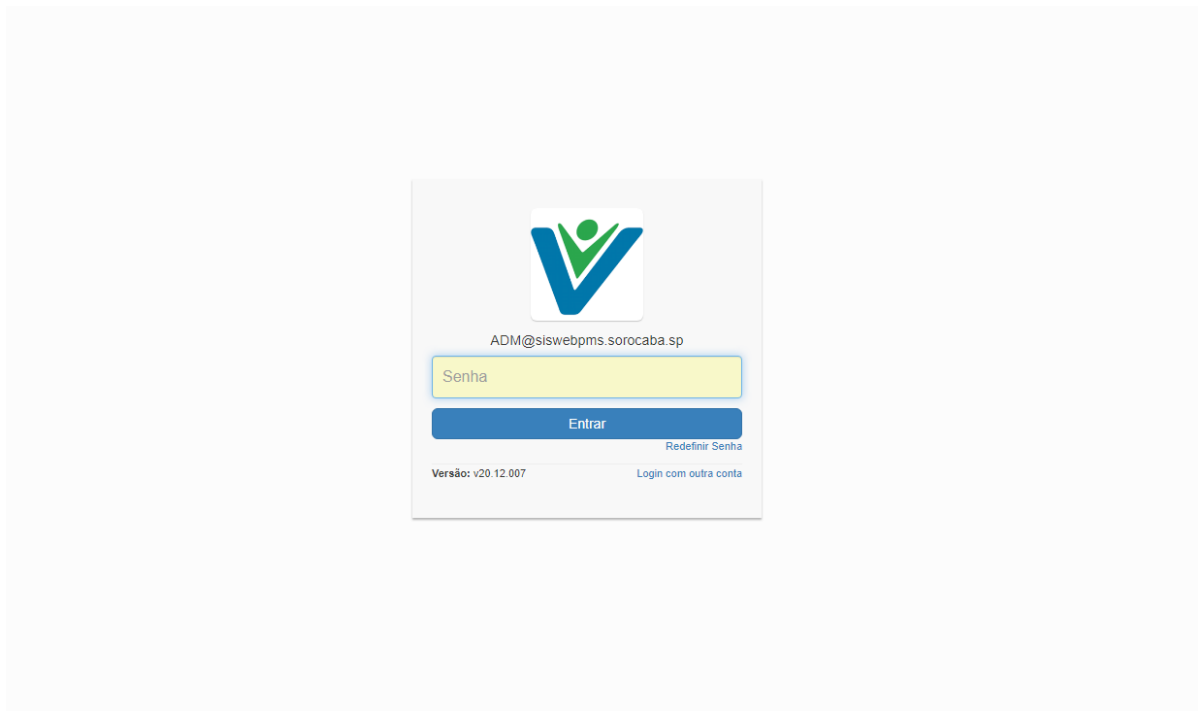 ADM@siswebpms.sorocaba.sp
Senha
Entrar
Redefinir Senha
Versão: v20.12.007 Login com outra conta